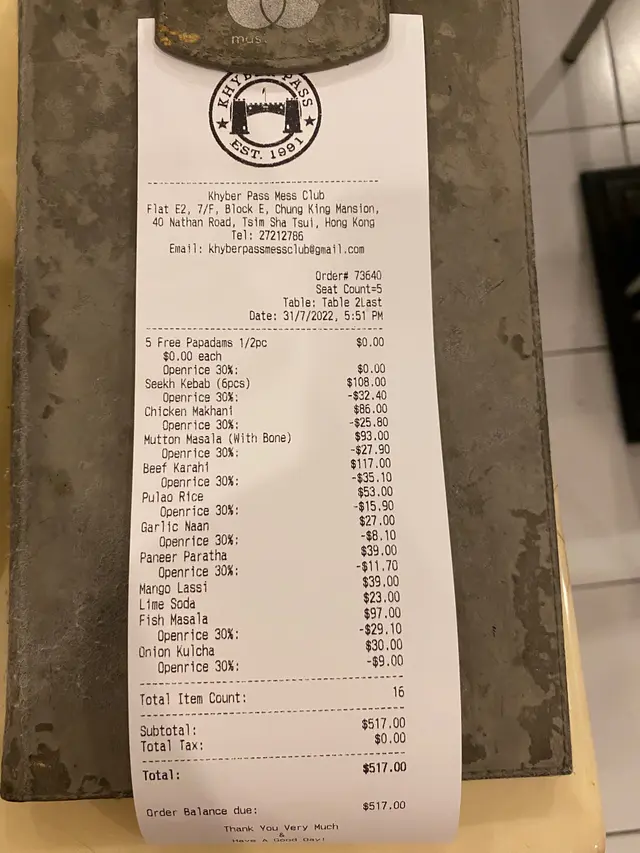 mas
KHYBER PASS
EST. 1991
Khyber Pass Mess Club
Flat E2, 7/F, Block E, Chung King Mansion,
40 Nathan Road, Tsim Sha Tsui, Hong Kong
Tel: 27212786
Email: khyberpassmessclub@gmail.com
Order# 73640
Seat Count=5
Table: Table 2Last
Date: 31/7/2022, 5:51 PM
5 Free Papadams 1/2pc $0.00
$0.00 each
Openrice 30%: $0.00
Seekh Kebab (6pcs) $108.00
Openrice 30%: -$32.40
Chicken Makhani $86.00
Openrice 30%: -$25.80
Mutton Masala (With Bone) $93.00
Openrice 30%: -$27.90
Beef Karahi $117.00
Openrice 30%: -$35.10
Pulao Rice $53.00
Openrice 30%: -$15.90
Garlic Naan $27.00
Openrice 30%: -$8.10
Paneer Paratha $39.00
Openrice 30%: -$11.70
Mango Lassi $39.00
Lime Soda $23.00
Fish Masala $97.00
Openrice 30%: -$29.10
Onion Kulcha $30.00
Openrice 30%: -$9.00
Total Item Count: 16
Subtotal: $517.00
Total Tax: $0.00
Total: $517.00
Order Balance due: $517.00
Thank You Very Much
&
Have A Good Day!